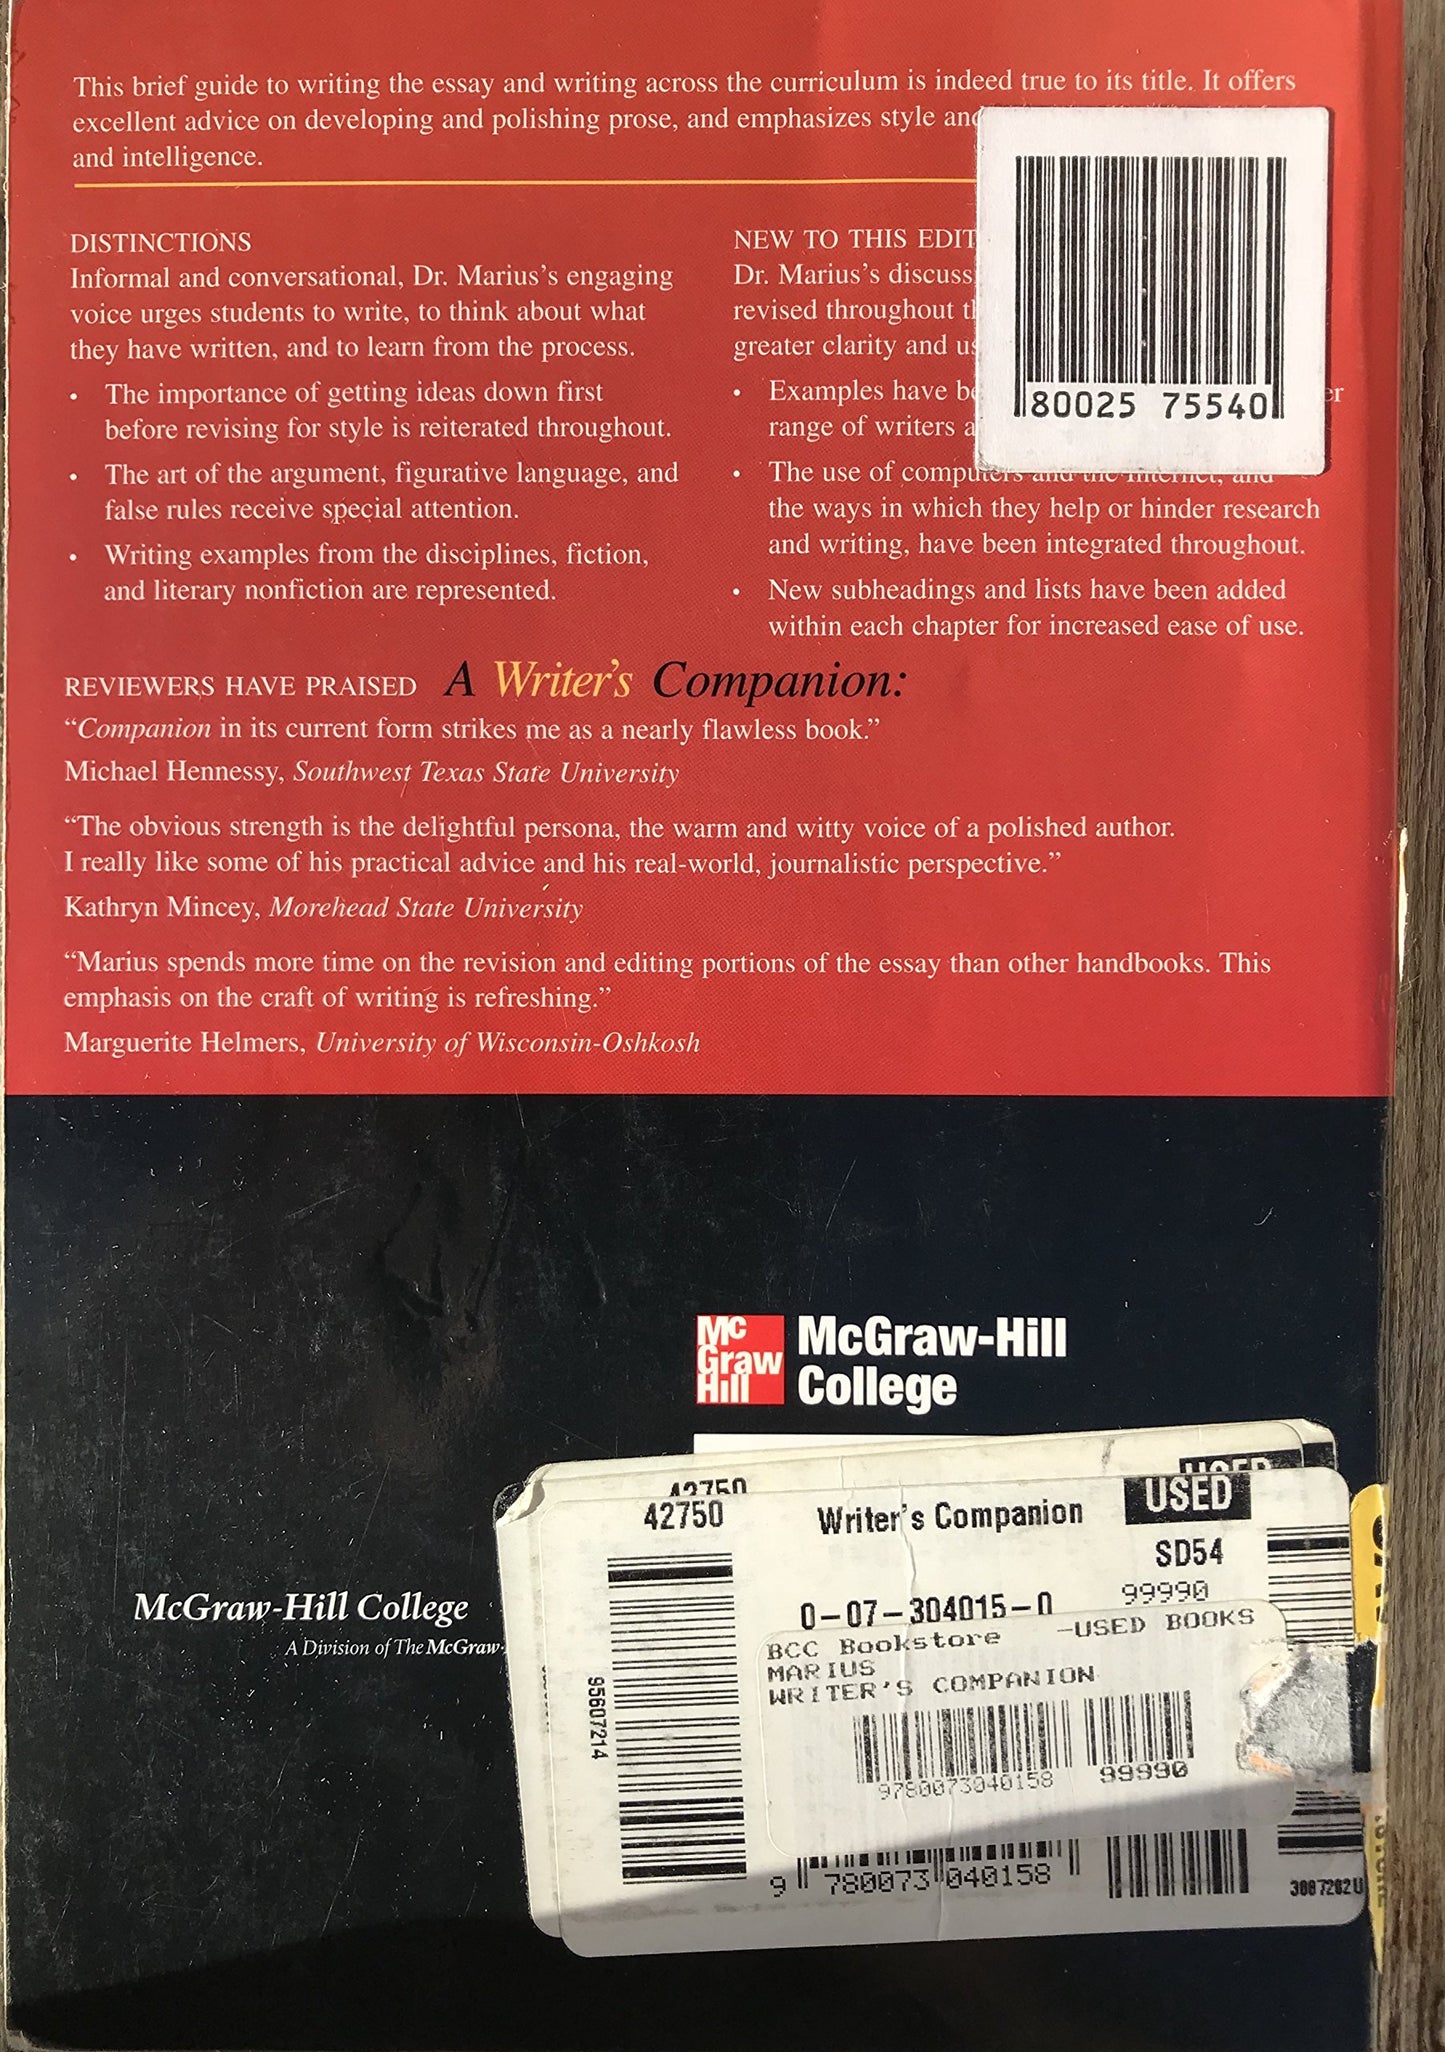 This brief guide to writing the essay and writing across the curriculum is indeed true to its title. It offers
excellent advice on developing and polishing prose, and emphasizes style and
and intelligence.
DISTINCTIONS
Informal and conversational, Dr. Marius's engaging
voice urges students to write, to think about what
they have written, and to learn from the process.
• The importance of getting ideas down first
before revising for style is reiterated throughout.
• The art of the argument, figurative language, and
false rules receive special attention.
• Writing examples from the disciplines, fiction,
and literary nonfiction are represented.
NEW TO THIS EDIT
Dr. Marius's discuss
revised throughout
greater clarity and
• Examples have
range of writers
• The use of computers and the Internet, and
the ways in which they help or hinder research
and writing, have been integrated throughout.
• New subheadings and lists have been added
within each chapter for increased ease of use.
80025 75540
REVIEWERS HAVE PRAISED A Writer's Companion:
“Companion in its current form strikes me as a nearly flawless book.”
Michael Hennessy, Southwest Texas State University
“The obvious strength is the delightful persona, the warm and witty voice of a polished author.
I really like some of his practical advice and his real-world, journalistic perspective.”
Kathryn Mincey, Morehead State University
“Marius spends more time on the revision and editing portions of the essay than other handbooks. This
emphasis on the craft of writing is refreshing.”
Marguerite Helmers, University of Wisconsin-Oshkosh
Mc
Graw
Hill
McGraw-Hill
College
McGraw-Hill College
A Division of The McGraw-
42750
USED
42750
Writer's Companion
USED
SD54
99990
0-07-304015-0
BCC Bookstore -USED BOOKS
MARIUS
WRITER'S COMPANION
95607214
9780073040158
99990
9 780073 040158
3087202U